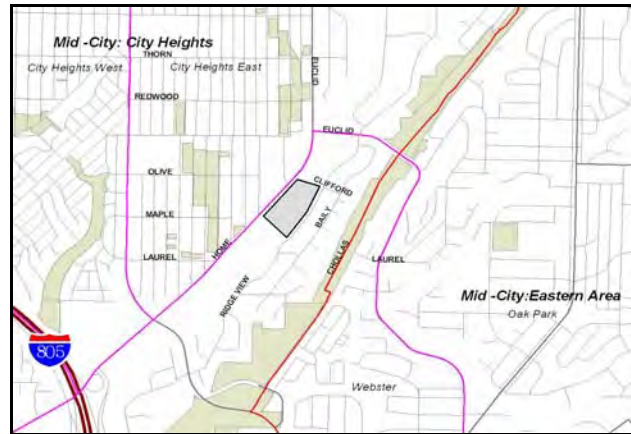 Mid -City: City Heights
THORN
City Heights West
City Heights East
EUCLID
REDWOOD
EUCLID
OLIVE
CLIFFORD
MAPLE
BAILY
HOME
LAUREL
CHOLLAS
LAUREL
RIDGE VIEW
Mid -City:Eastern Area
Oak Park
805
Webster